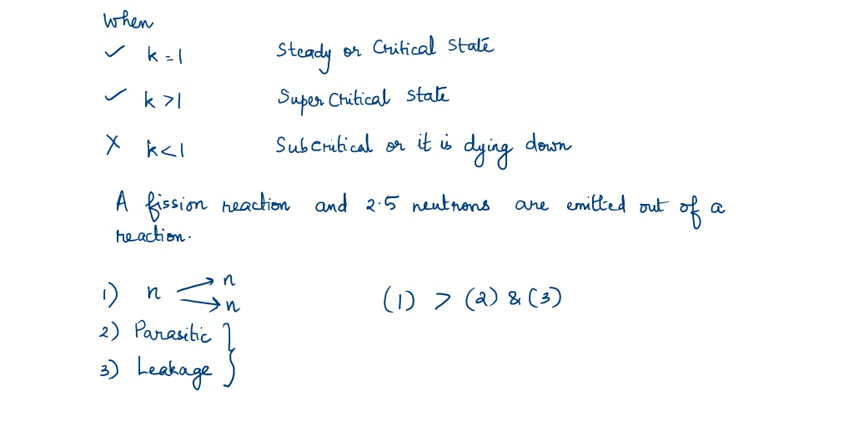 When
✓ k=1 Steady or Critical state
✓ k>1 Super Critical state
X k<1 Subcritical or it is dying down
A fission reaction and 2.5 neutrons are emitted out of a
reaction.
1) n → n
→ n
(1) > (2) & (3)
2) Parasitic }
3) Leakage